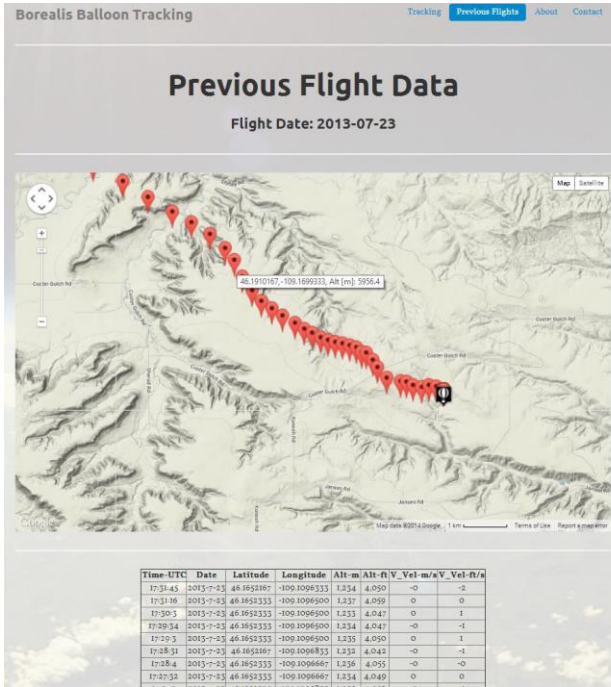 Borealis Balloon Tracking
Tracking Previous Flights About Contact
Previous Flight Data
Flight Date: 2013-07-23
Map Satellite
Custer Gulch Rd
46.1910167,-109.1699333, Alt [m]: 5956.4
Custer Gulch Rd
Custer Gulch Rd
Custer Gulch Rd
Jansen Rd
Jansen Rd
Google
Map data ©2014 Google 1 km Terms of Use Report a map error
Time-UTC Date Latitude Longitude Alt-m Alt-ft V_Vel-m/s V_Vel-ft/s
17:31:45 2013-7-23 46.1652167 -109.1096333 1,234 4,050 -0 -2
17:31:16 2013-7-23 46.1652333 -109.1096500 1,237 4,059 0 0
17:30:3 2013-7-23 46.1652333 -109.1096500 1,233 4,047 0 1
17:29:34 2013-7-23 46.1652333 -109.1096500 1,234 4,047 -0 -1
17:29:3 2013-7-23 46.1652333 -109.1096500 1,235 4,050 0 1
17:28:31 2013-7-23 46.1652167 -109.1096833 1,232 4,042 -0 -1
17:28:4 2013-7-23 46.1652333 -109.1096667 1,236 4,055 -0 -0
17:27:32 2013-7-23 46.1652333 -109.1096667 1,234 4,049 0 0